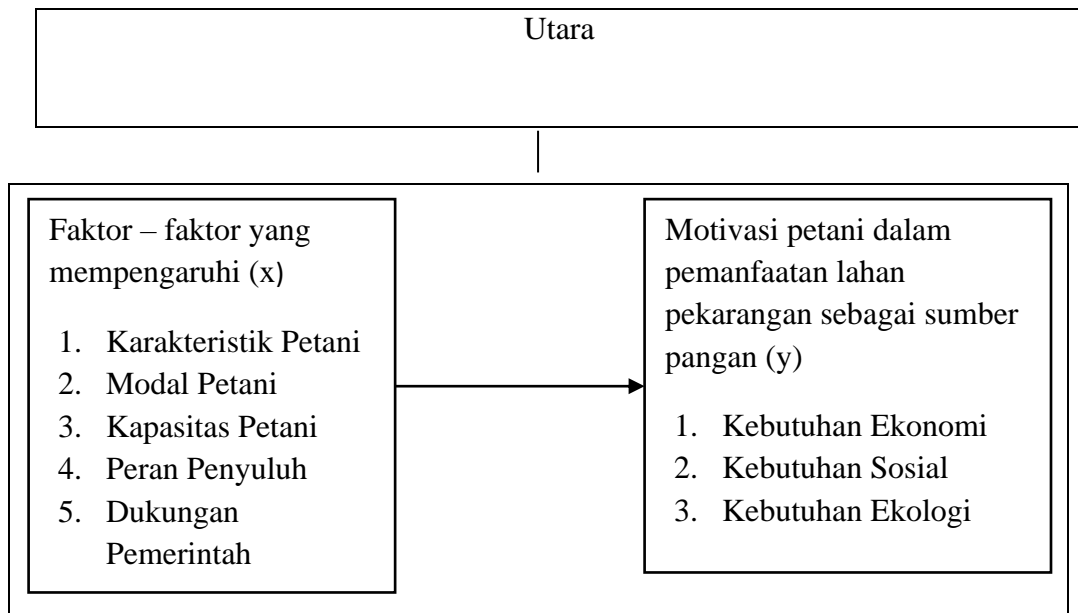 Utara
Faktor – faktor yang
mempengaruhi (x)
1. Karakteristik Petani
2. Modal Petani
3. Kapasitas Petani
4. Peran Penyuluh
5. Dukungan
Pemerintah
Motivasi petani dalam
pemanfaatan lahan
pekarangan sebagai sumber
pangan (y)
1. Kebutuhan Ekonomi
2. Kebutuhan Sosial
3. Kebutuhan Ekologi